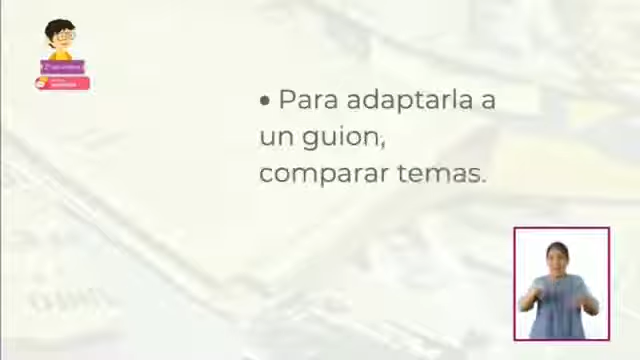 • Para adaptarla a
un guion,
comparar temas.